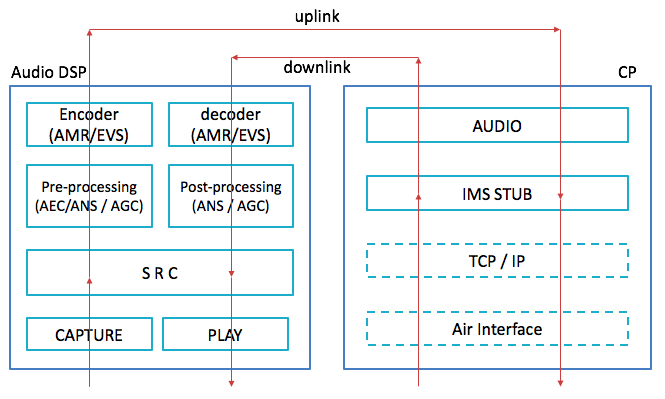 uplink
downlink
Audio DSP
CP
Encoder
(AMR/EVS)
decoder
(AMR/EVS)
AUDIO
Pre-processing
(AEC/ANS / AGC)
Post-processing
(ANS / AGC)
IMS STUB
S R C
TCP / IP
CAPTURE
PLAY
Air Interface